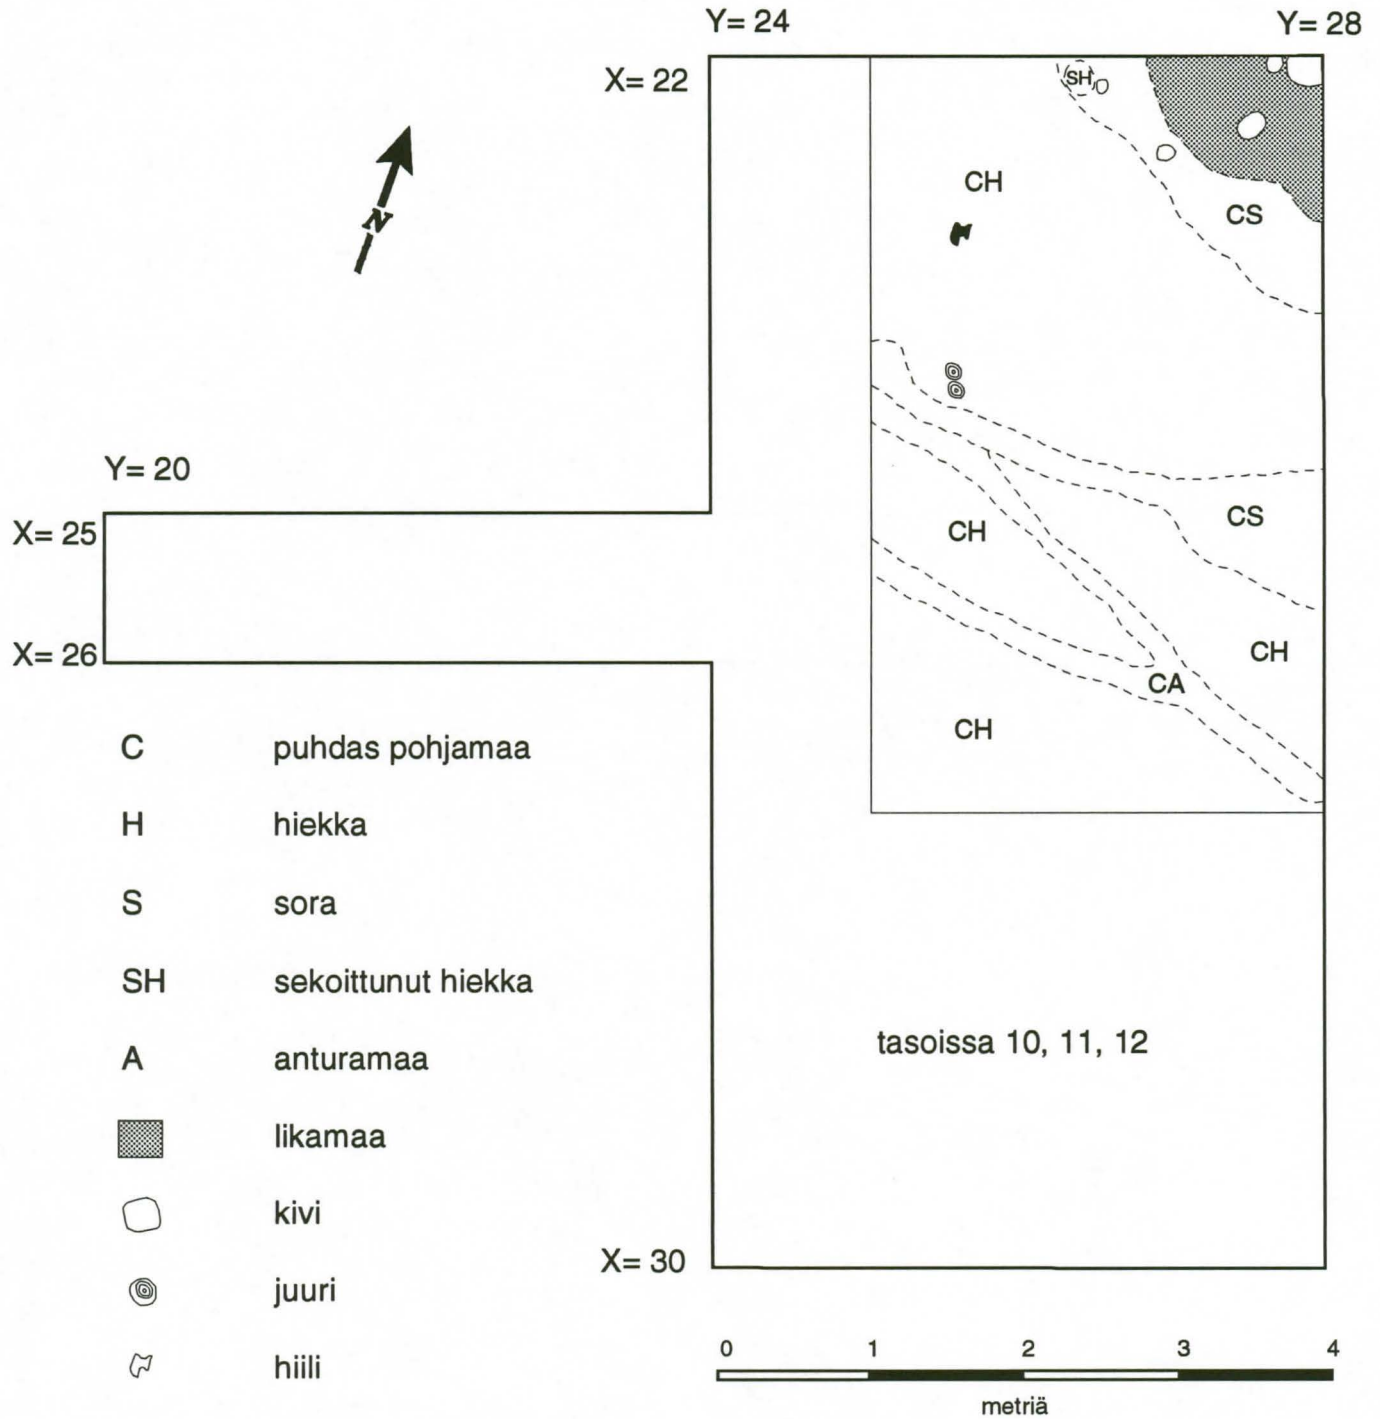 Y= 24
Y= 28
X= 22
SH
CH
CS
N
Y= 20
X= 25
CH
CS
X= 26
CH
CA
CH
C puhdas pohjamaa
H hiekka
S sora
SH sekoittunut hiekka
A anturamaa
likamaa
kivi
juuri
hiili
tasoissa 10, 11, 12
X= 30
0 1 2 3 4
metriä